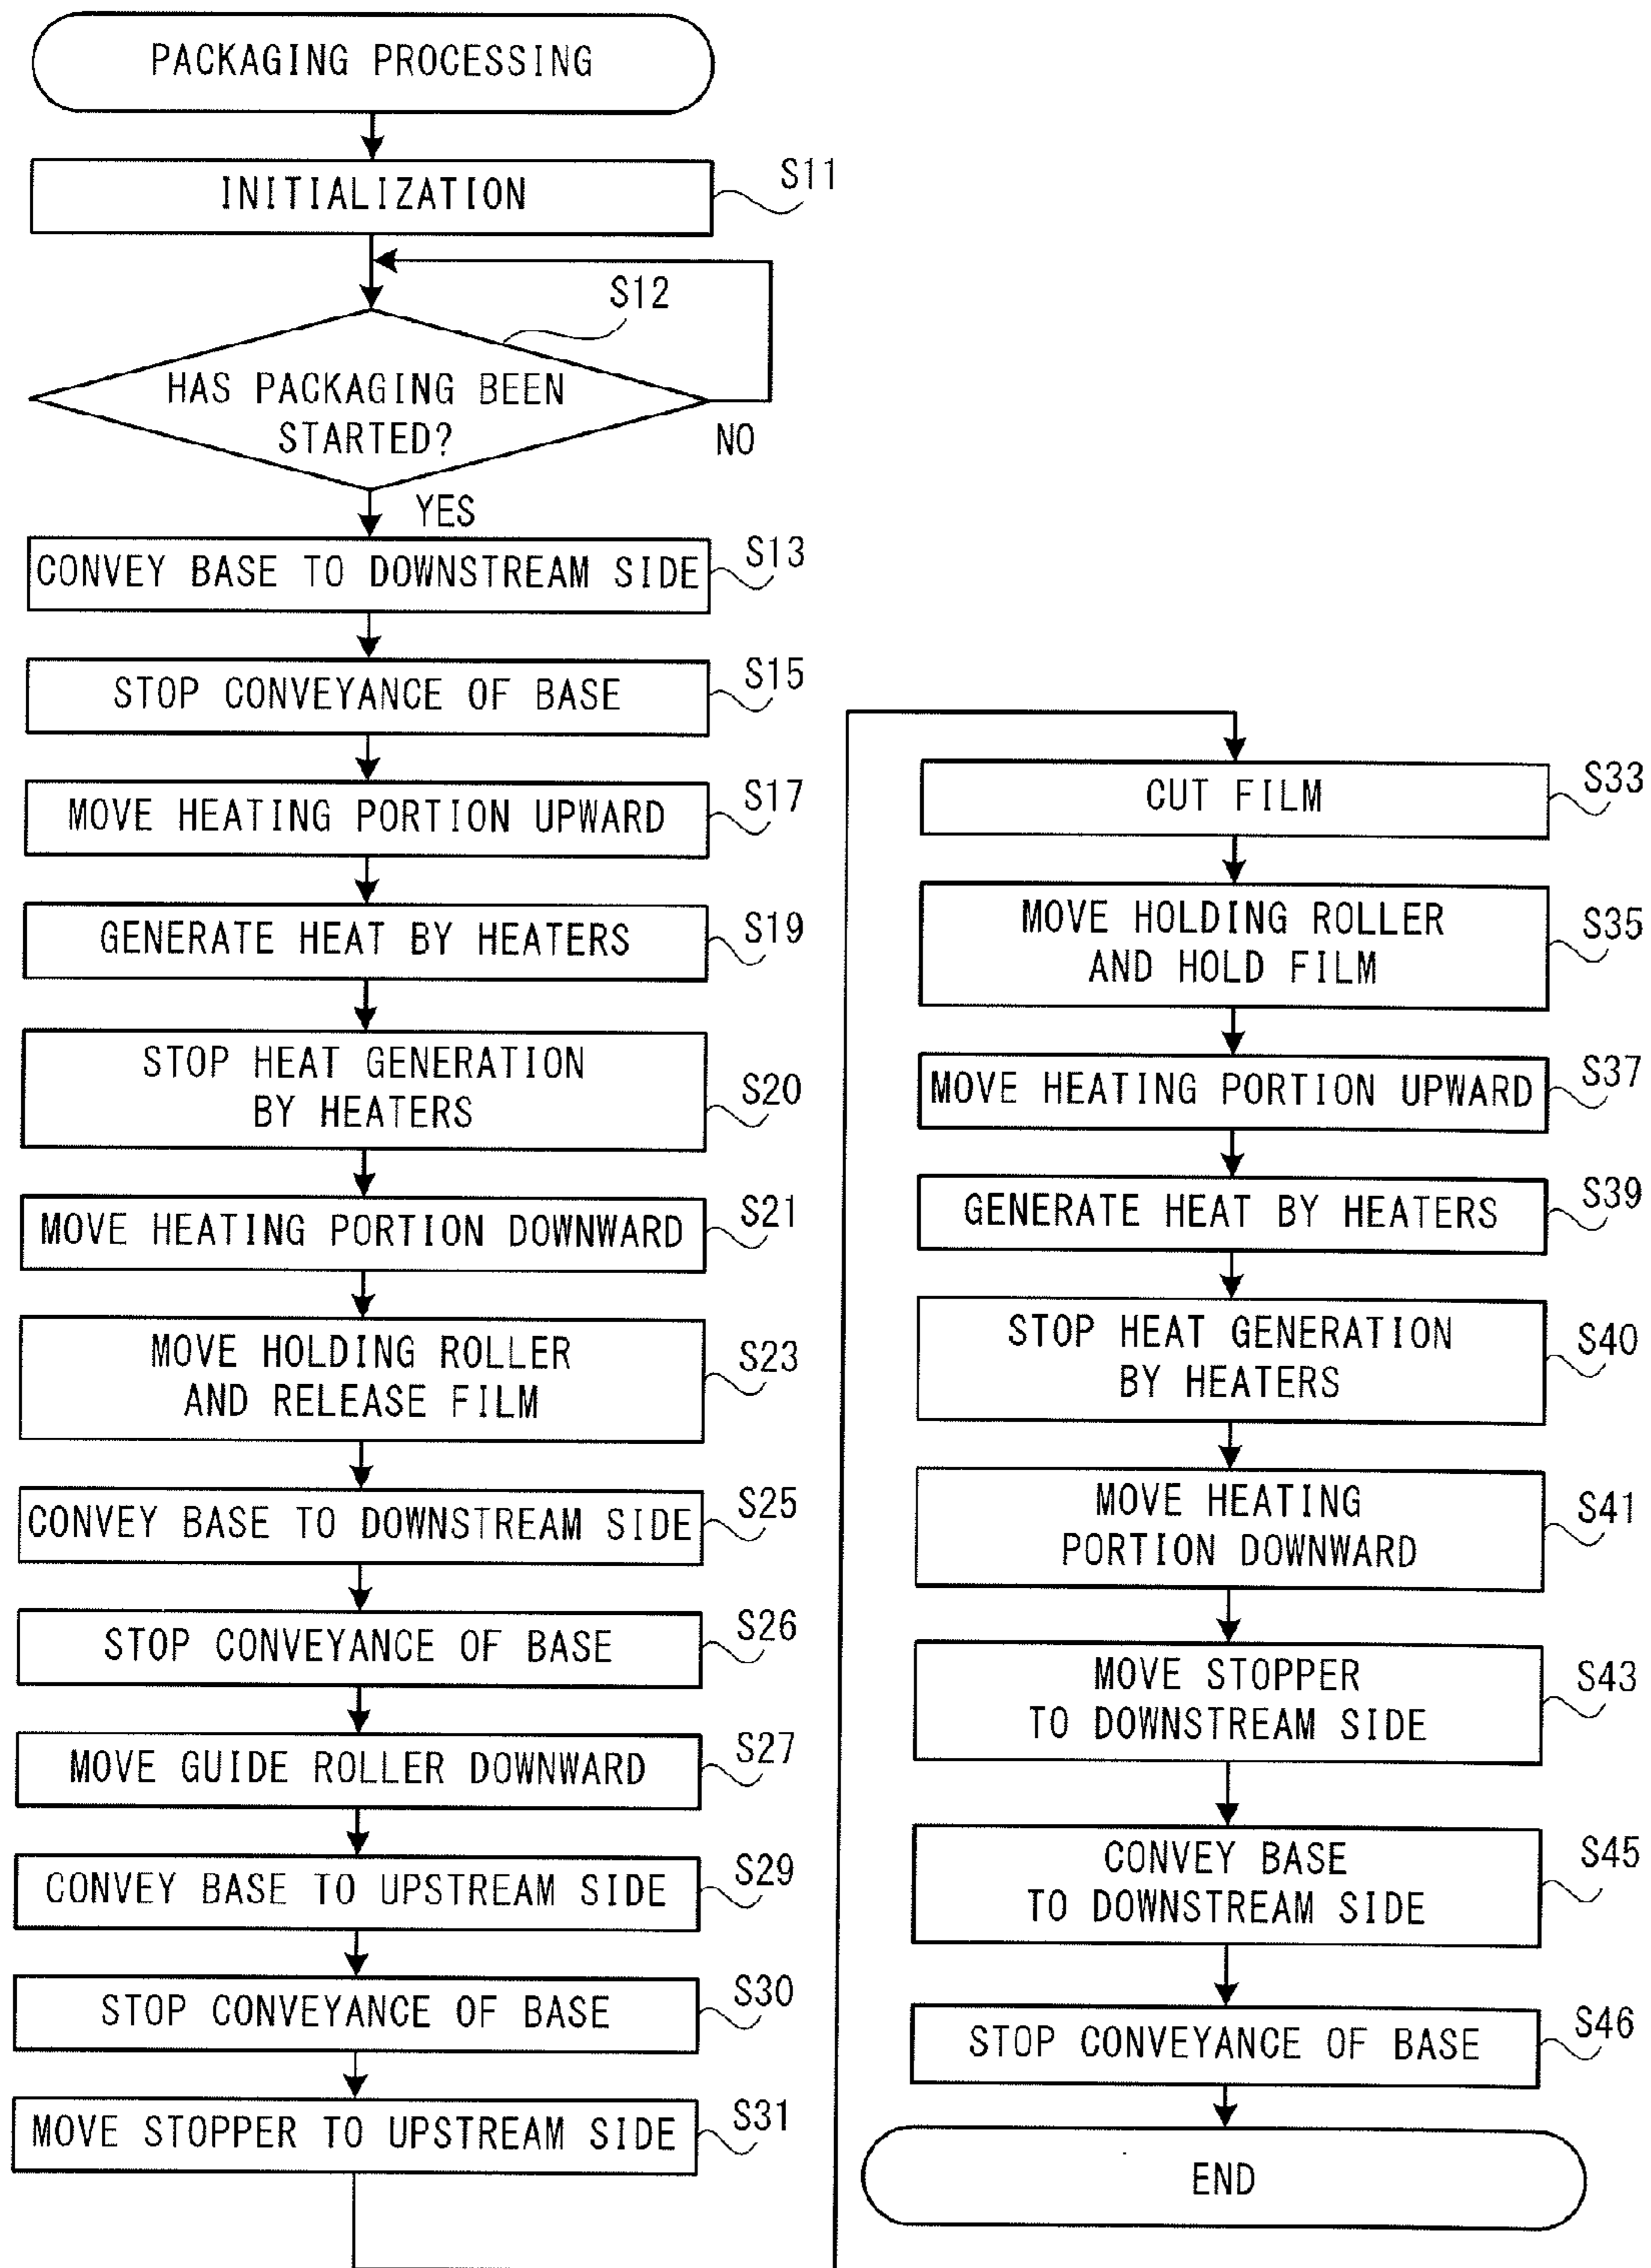 PACKAGING PROCESSING
INITIALIZATION
S11
S12
HAS PACKAGING BEEN
STARTED?
NO
YES
CONVEY BASE TO DOWNSTREAM SIDE
S13
STOP CONVEYANCE OF BASE
S15
MOVE HEATING PORTION UPWARD
S17
GENERATE HEAT BY HEATERS
S19
STOP HEAT GENERATION
BY HEATERS
S20
MOVE HEATING PORTION DOWNWARD
S21
MOVE HOLDING ROLLER
AND RELEASE FILM
S23
CONVEY BASE TO DOWNSTREAM SIDE
S25
STOP CONVEYANCE OF BASE
S26
MOVE GUIDE ROLLER DOWNWARD
S27
CONVEY BASE TO UPSTREAM SIDE
S29
STOP CONVEYANCE OF BASE
S30
MOVE STOPPER TO UPSTREAM SIDE
S31
CUT FILM
S33
MOVE HOLDING ROLLER
AND HOLD FILM
S35
MOVE HEATING PORTION UPWARD
S37
GENERATE HEAT BY HEATERS
S39
STOP HEAT GENERATION
BY HEATERS
S40
MOVE HEATING
PORTION DOWNWARD
S41
MOVE STOPPER
TO DOWNSTREAM SIDE
S43
CONVEY BASE
TO DOWNSTREAM SIDE
S45
STOP CONVEYANCE OF BASE
S46
END